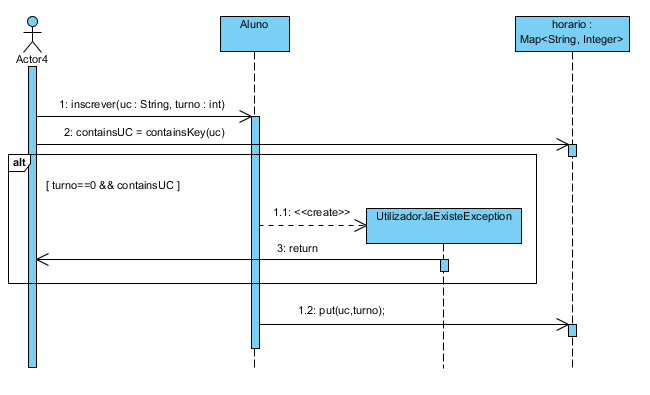 Actor4
Aluno
horario :
Map<String, Integer>
1: inscrever(uc : String, turno : int)
2: containsUC = containsKey(uc)
alt
[ turno==0 && containsUC ]
1.1: <<create>>
UtilizadorJaExisteException
3: return
1.2: put(uc,turno);